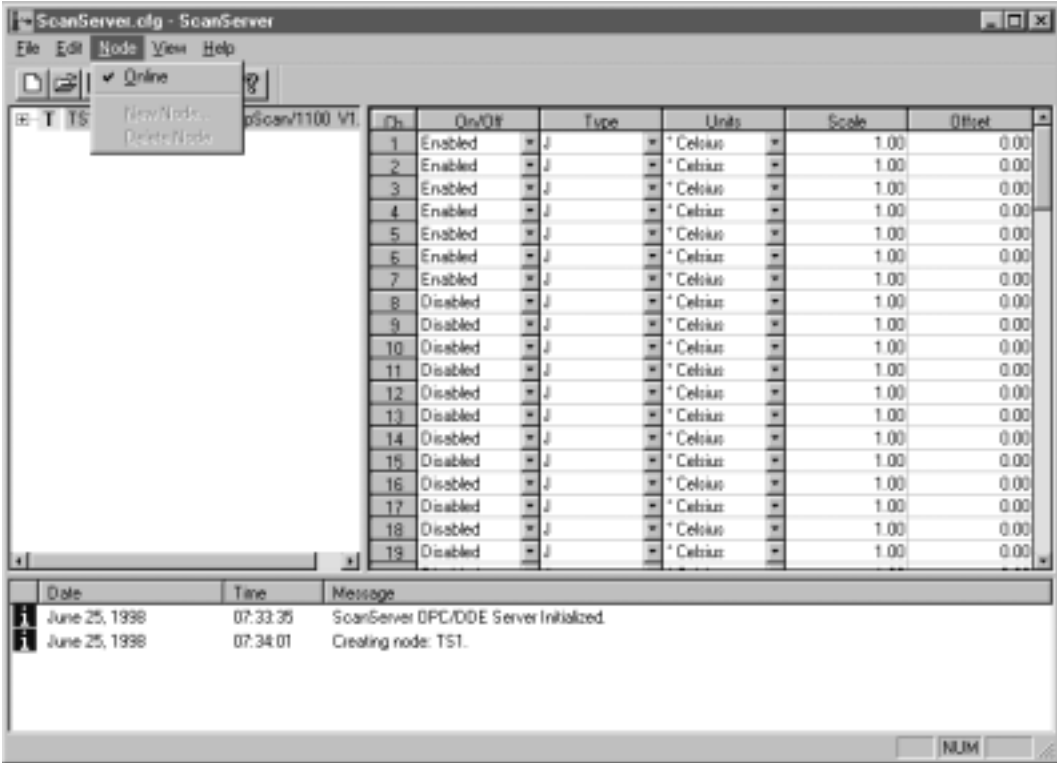 ScanServer.cfg - ScanServer
File Edit Node View Help
Online
New Node...
Delete Node
T TS pScan/1100 V1.
Ch. On/Off Type Units Scale Offset
1 Enabled J ° Celsius 1.00 0.00
2 Enabled J ° Celsius 1.00 0.00
3 Enabled J ° Celsius 1.00 0.00
4 Enabled J ° Celsius 1.00 0.00
5 Enabled J ° Celsius 1.00 0.00
6 Enabled J ° Celsius 1.00 0.00
7 Enabled J ° Celsius 1.00 0.00
8 Disabled J ° Celsius 1.00 0.00
9 Disabled J ° Celsius 1.00 0.00
10 Disabled J ° Celsius 1.00 0.00
11 Disabled J ° Celsius 1.00 0.00
12 Disabled J ° Celsius 1.00 0.00
13 Disabled J ° Celsius 1.00 0.00
14 Disabled J ° Celsius 1.00 0.00
15 Disabled J ° Celsius 1.00 0.00
16 Disabled J ° Celsius 1.00 0.00
17 Disabled J ° Celsius 1.00 0.00
18 Disabled J ° Celsius 1.00 0.00
19 Disabled J ° Celsius 1.00 0.00
Date Time Message
June 25, 1998 07:33:35 ScanServer OPC/DDE Server Initialized.
June 25, 1998 07:34:01 Creating node: TS1.
NUM